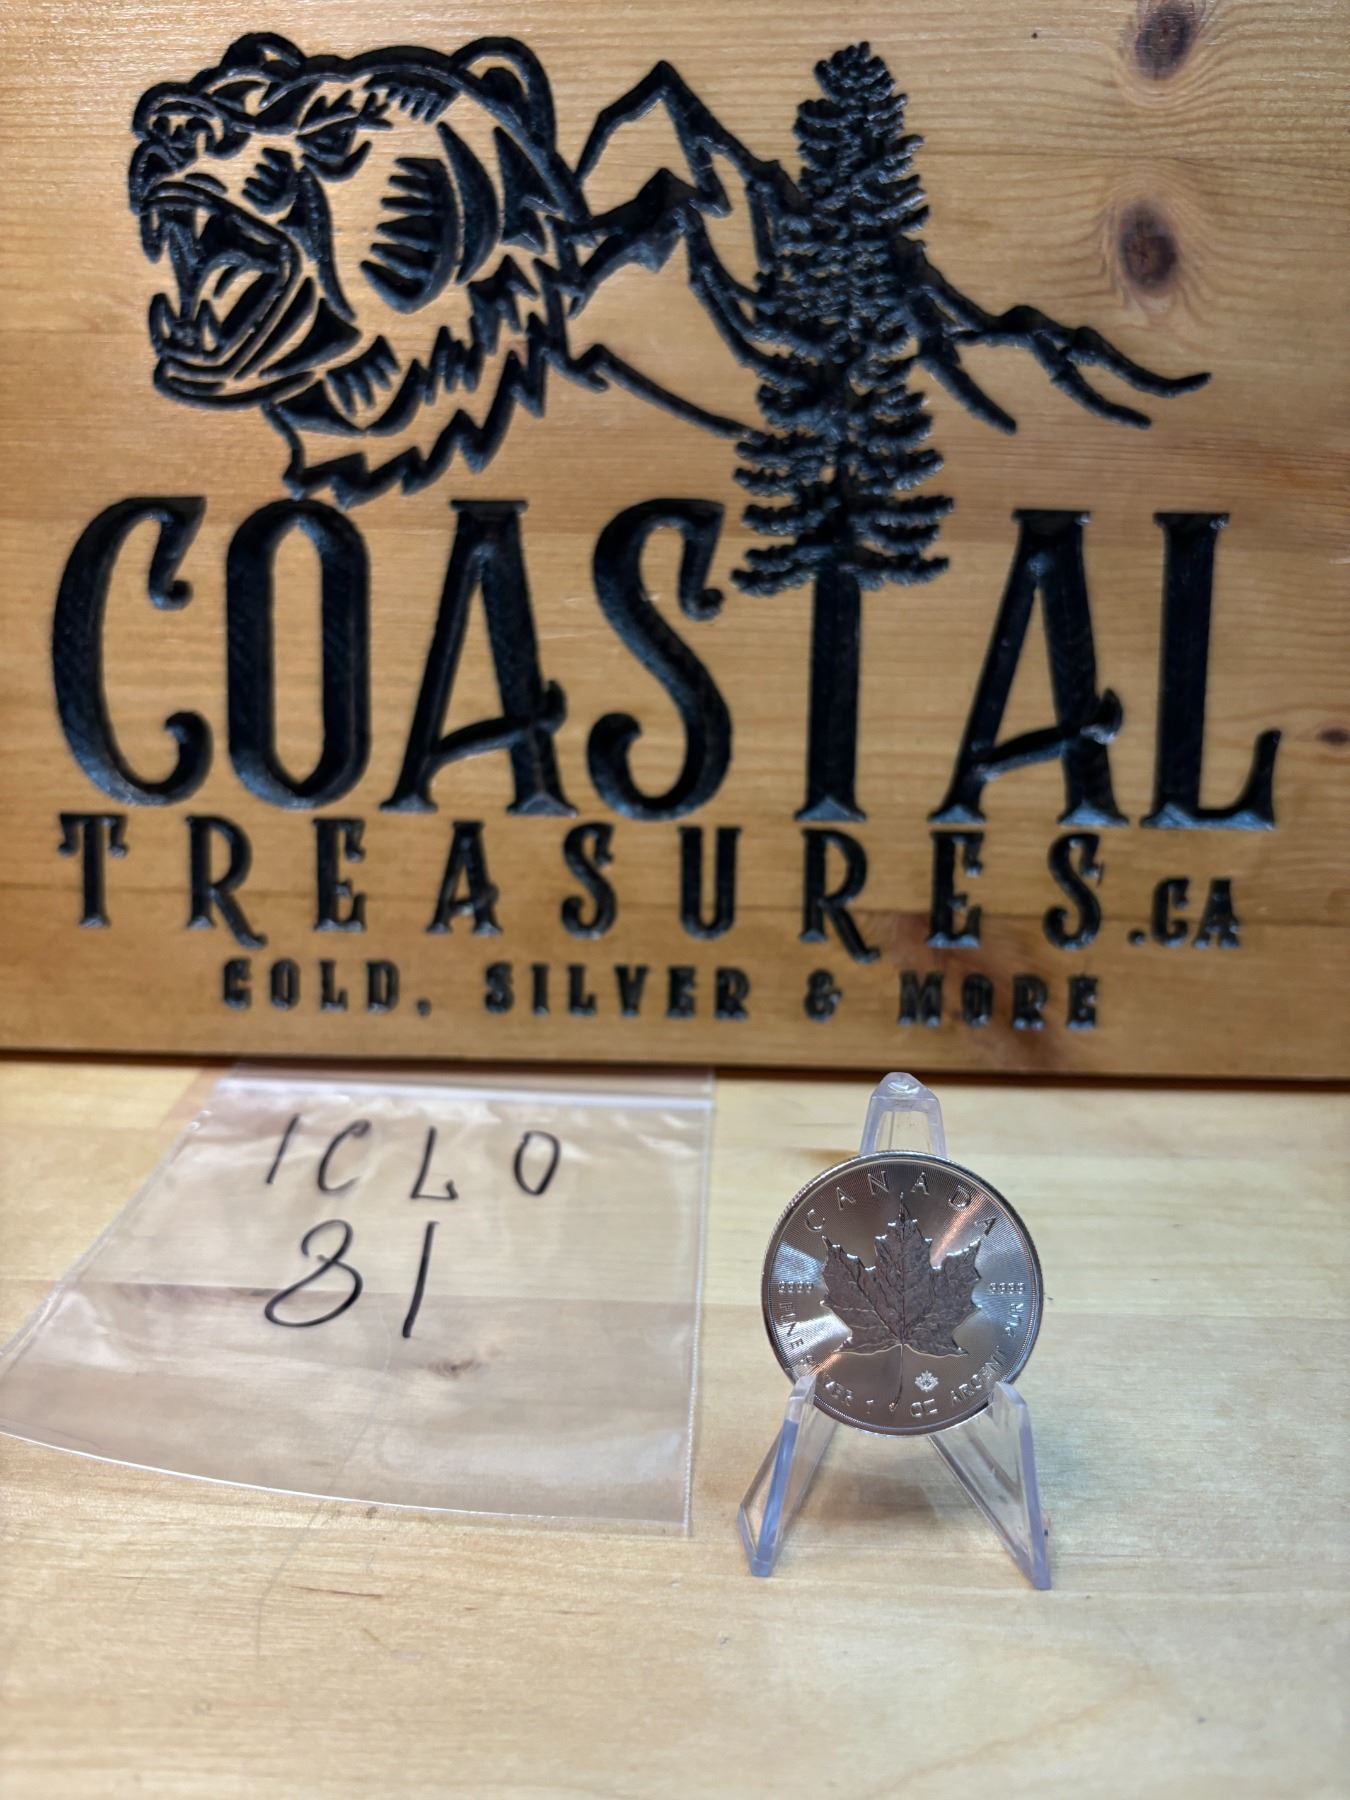 COASTAL
TREASURES.CA
GOLD, SILVER & MORE
ICLO
81
CANADA
9999 9999
FINE SILVER 1 OZ ARGENT PUR